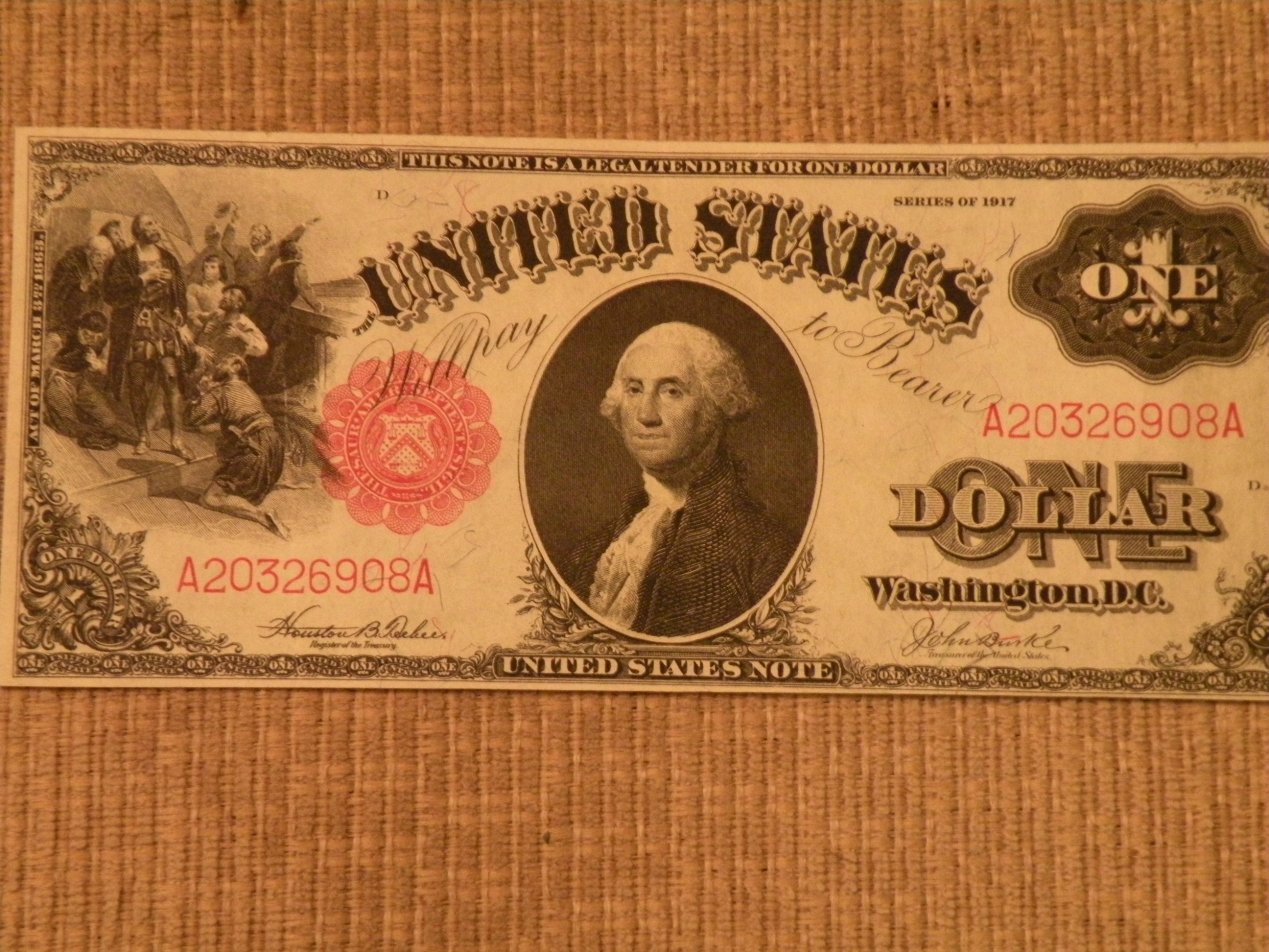 THIS NOTE IS A LEGAL TENDER FOR ONE DOLLAR
D
SERIES OF 1917
THE UNITED STATES
ACT OF MARCH 3RD 1863.
Will pay to Bearer
ONE
A20326908A
ONE
DOLLAR
Washington, D.C.
A20326908A
ONE DOLLAR
Houston B. Teehee
Register of the Treasury.
John Burke
Treasurer of the United States.
UNITED STATES NOTE